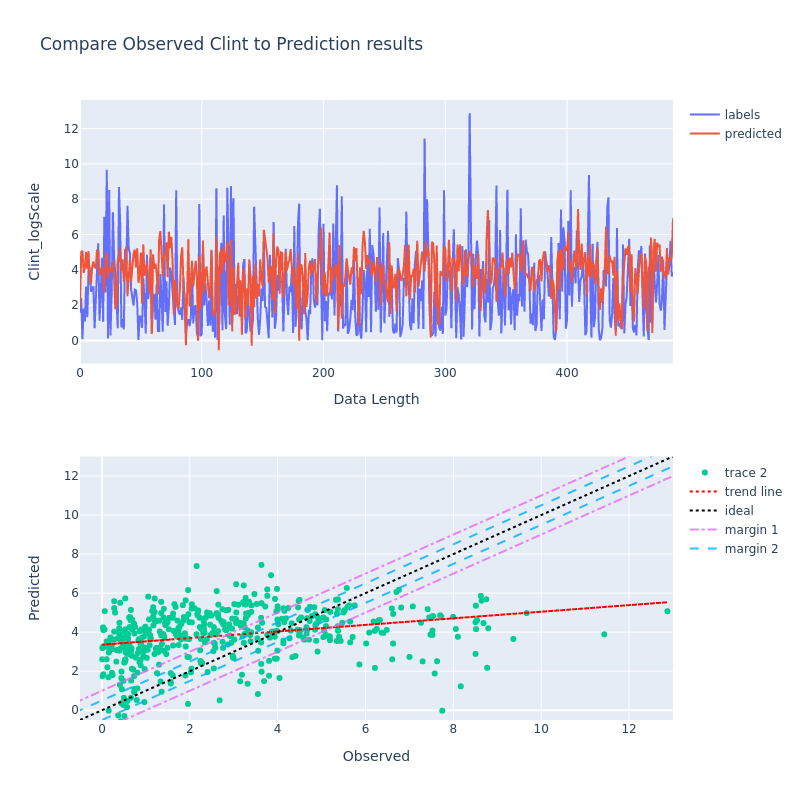 Compare Observed Clint to Prediction results
12
10
8
6
4
2
0
Clint_logScale
0 100 200 300 400
Data Length
labels
predicted
12
10
8
6
4
2
0
Predicted
0 2 4 6 8 10 12
Observed
trace 2
trend line
ideal
margin 1
margin 2